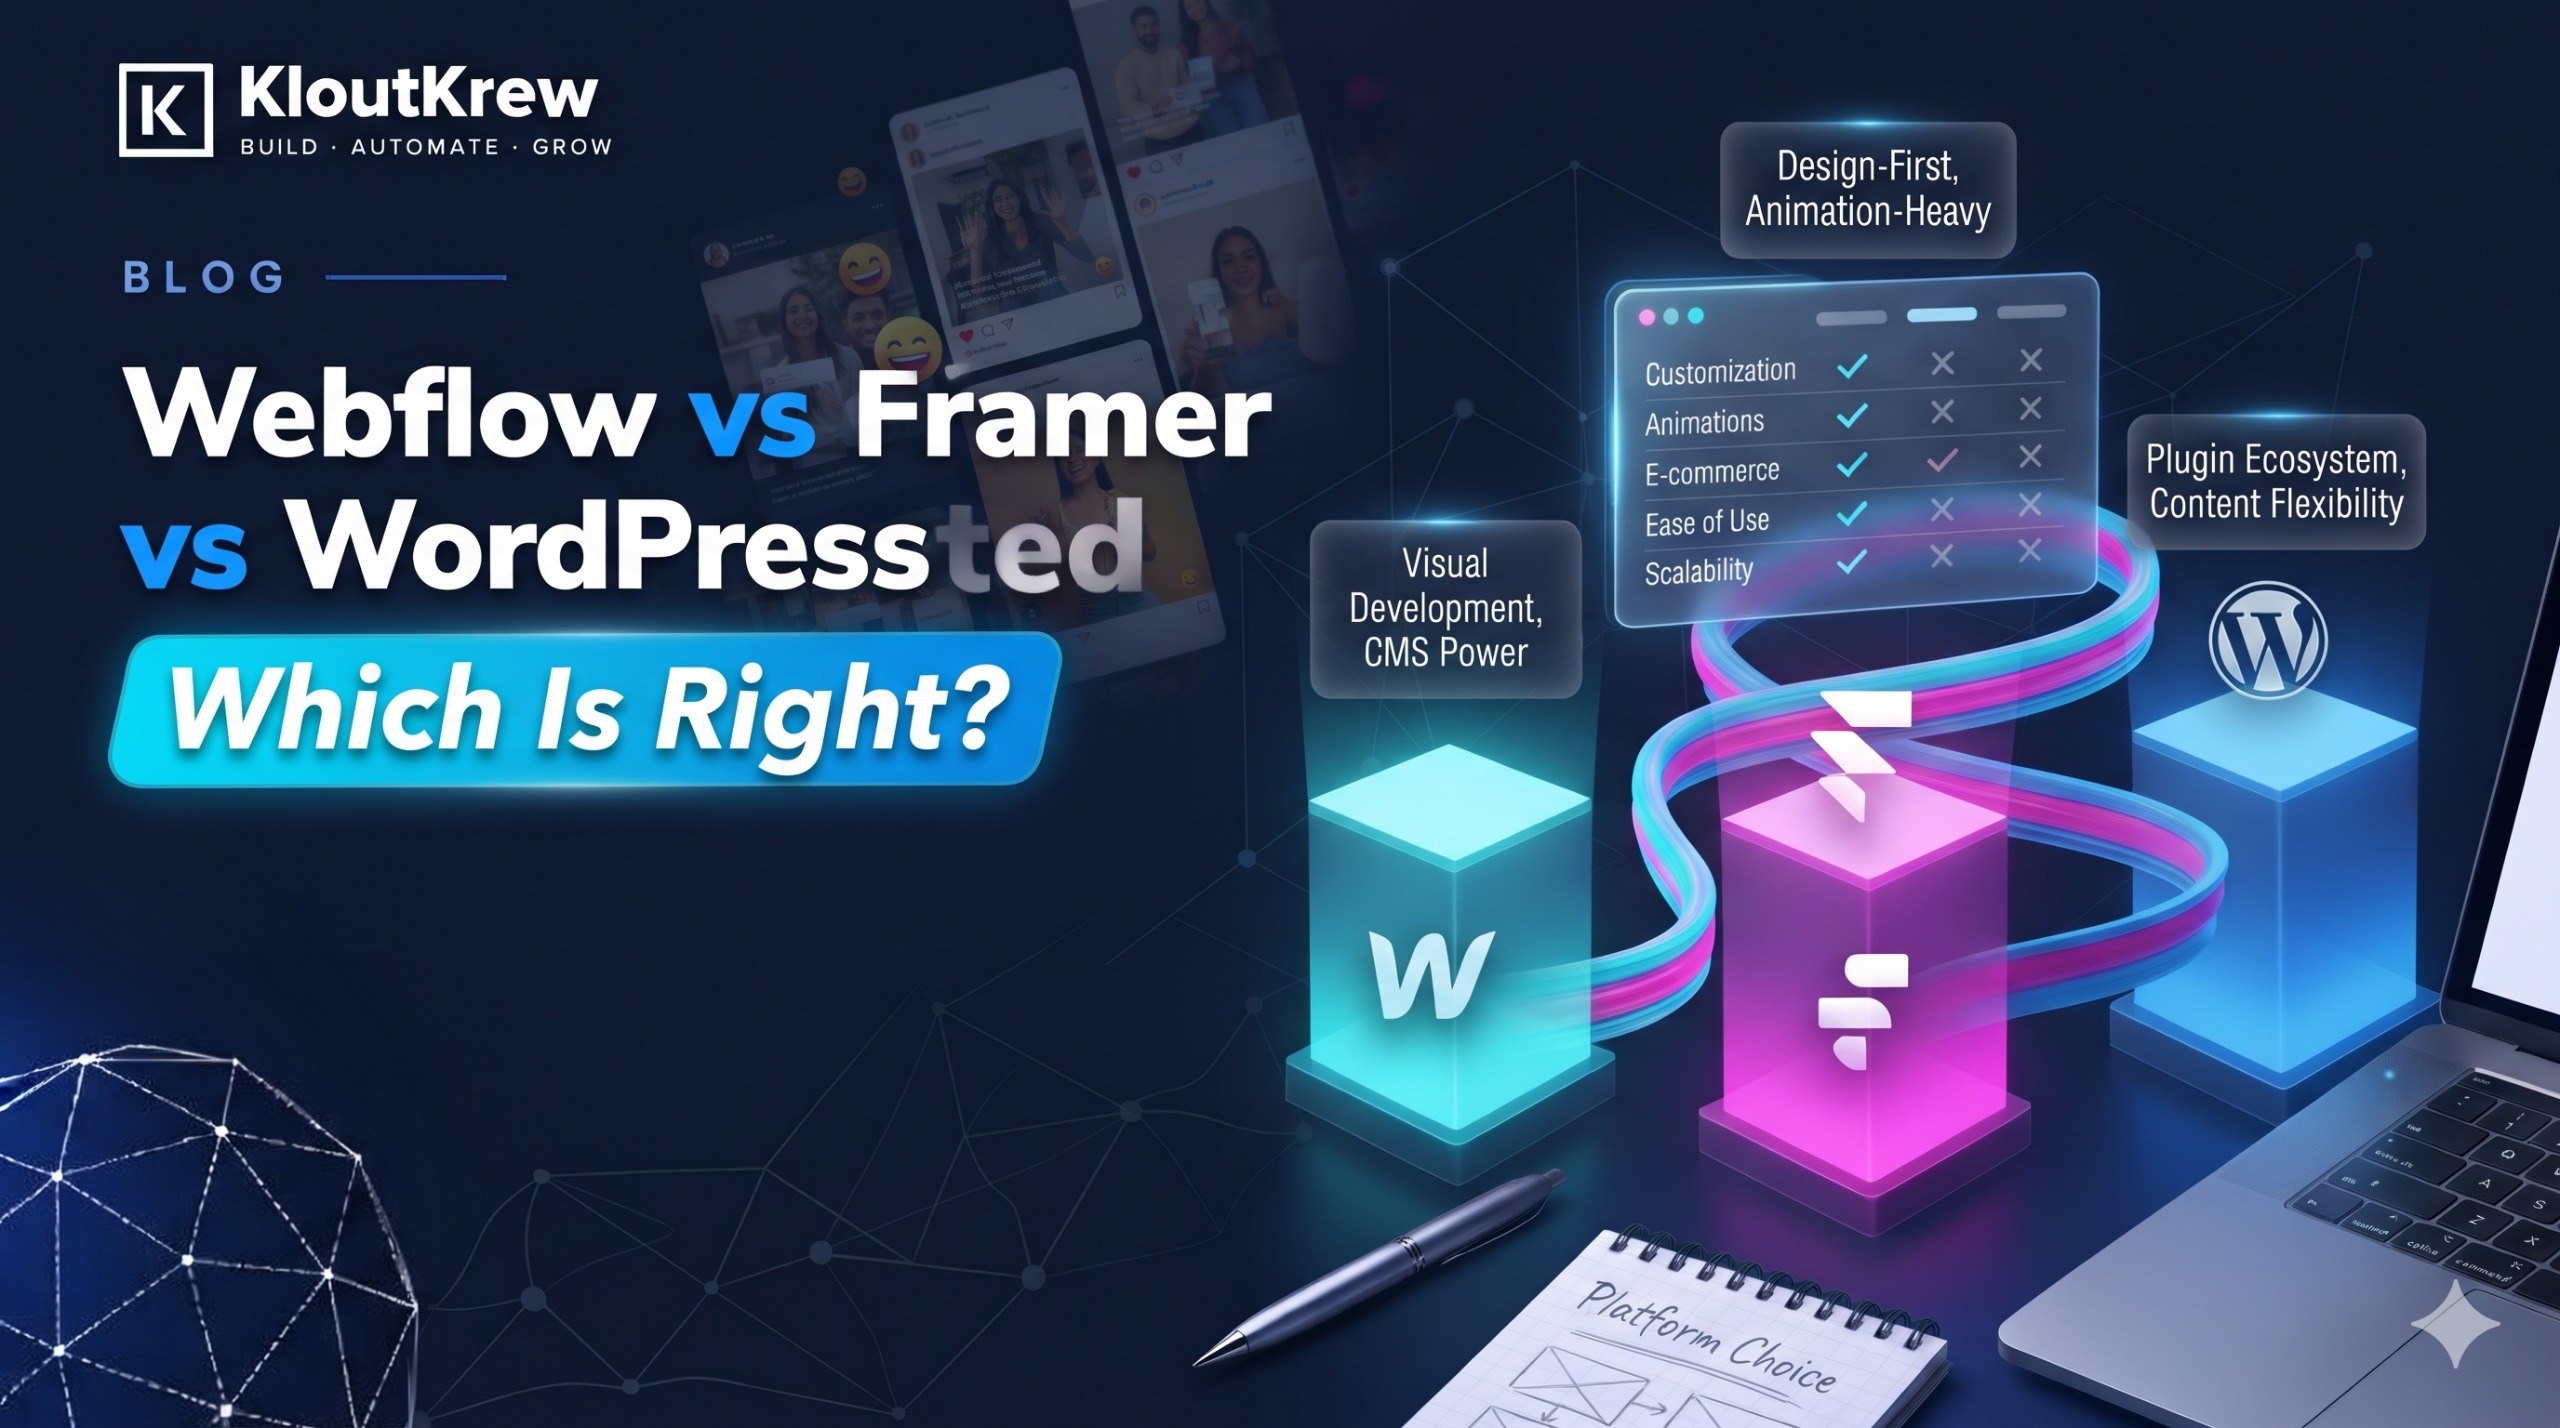 K
KloutKrew
BUILD · AUTOMATE · GROW
BLOG
Webflow vs Framer
vs WordPressted
Which Is Right?
Design-First,
Animation-Heavy
Customization
Animations
E-commerce
Ease of Use
Scalability
Plugin Ecosystem,
Content Flexibility
Visual
Development,
CMS Power
W
W
Platform Choice